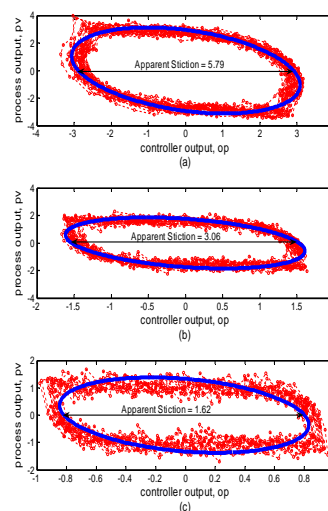 4
2
0
-2
-4
process output, pv
Apparent Stiction = 5.79
-4 -3 -2 -1 0 1 2 3 4
controller output, op
(a)
4
2
0
-2
-4
process output, pv
Apparent Stiction = 3.06
-2 -1.5 -1 -0.5 0 0.5 1 1.5 2
controller output, op
(b)
2
1
0
-1
-2
process output, pv
Apparent Stiction = 1.62
-1 -0.8 -0.6 -0.4 -0.2 0 0.2 0.4 0.6 0.8 1
controller output, op
(c)